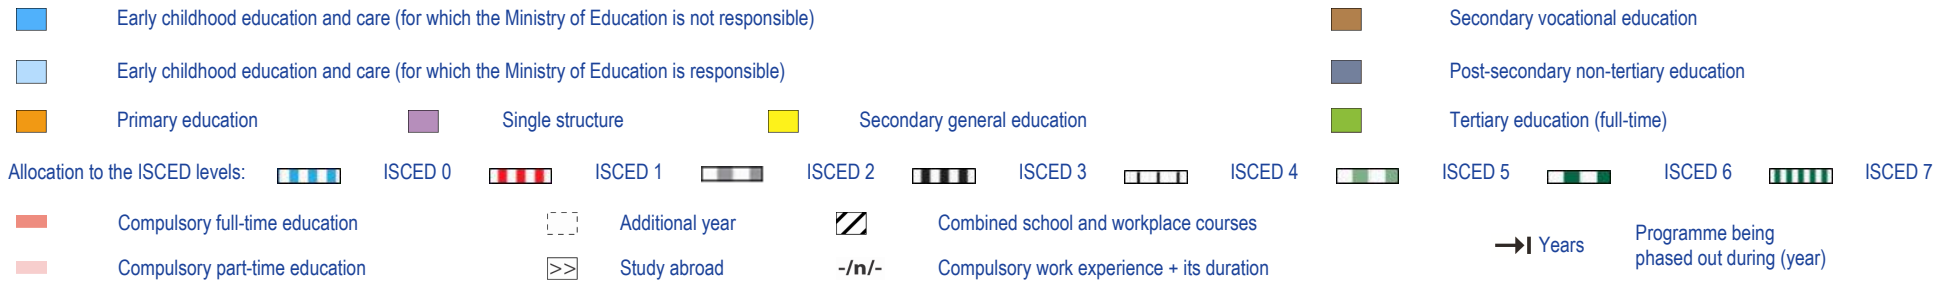 Early childhood education and care (for which the Ministry of Education is not responsible)
Secondary vocational education
Early childhood education and care (for which the Ministry of Education is responsible)
Post-secondary non-tertiary education
Primary education
Single structure
Secondary general education
Tertiary education (full-time)
Allocation to the ISCED levels: ISCED 0 ISCED 1 ISCED 2 ISCED 3 ISCED 4 ISCED 5 ISCED 6 ISCED 7
Compulsory full-time education
Additional year
Combined school and workplace courses
Years
Programme being
phased out during (year)
Compulsory part-time education
>> Study abroad
-/n/- Compulsory work experience + its duration